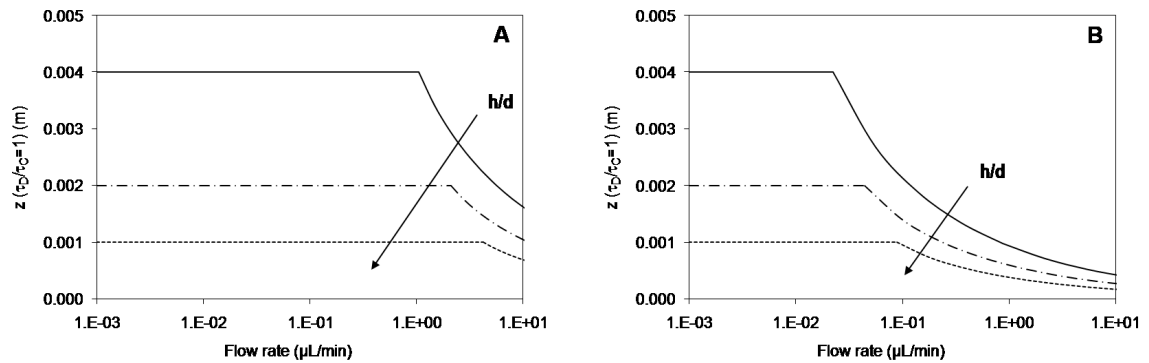 A
0.005
0.004
0.003
0.002
0.001
0.000
z (τD/τC=1) (m)
h/d
1.E-03 1.E-02 1.E-01 1.E+00 1.E+01
Flow rate (µL/min)
B
0.005
0.004
0.003
0.002
0.001
0.000
z (τD/τC=1) (m)
h/d
1.E-03 1.E-02 1.E-01 1.E+00 1.E+01
Flow rate (µL/min)